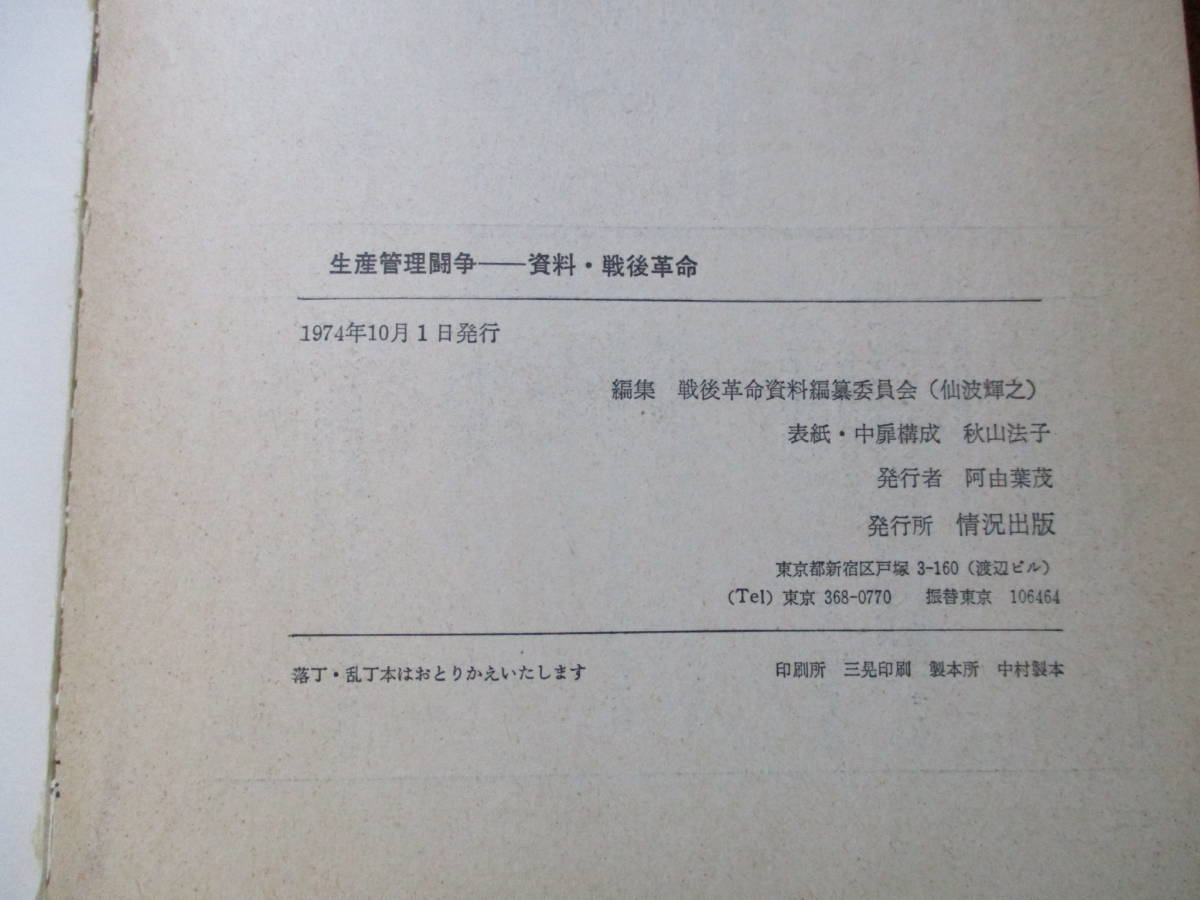 生産管理闘争――資料・戦後革命
1974年10月1日発行
編集 戦後革命資料編纂委員会(仙波輝之)
表紙・中扉構成 秋山法子
発行者 阿由葉茂
発行所 情況出版
東京都新宿区戸塚 3-160(渡辺ビル)
(Tel) 東京 368-0770 振替東京 106464
落丁・乱丁本はおとりかえいたします
印刷所 三晃印刷 製本所 中村製本